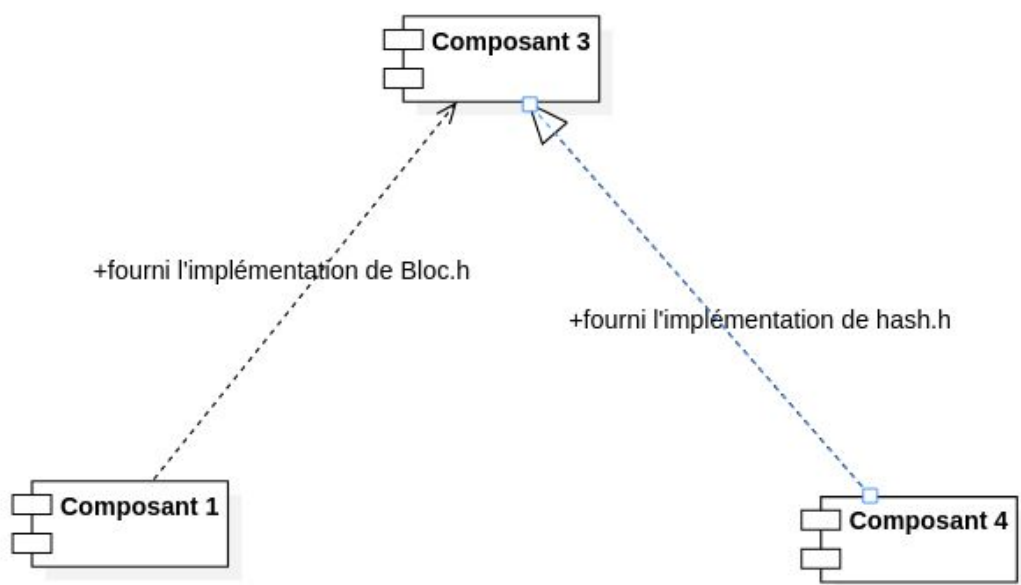 Composant 3
+fourni l'implémentation de Bloc.h
+fourni l'implémentation de hash.h
Composant 1
Composant 4